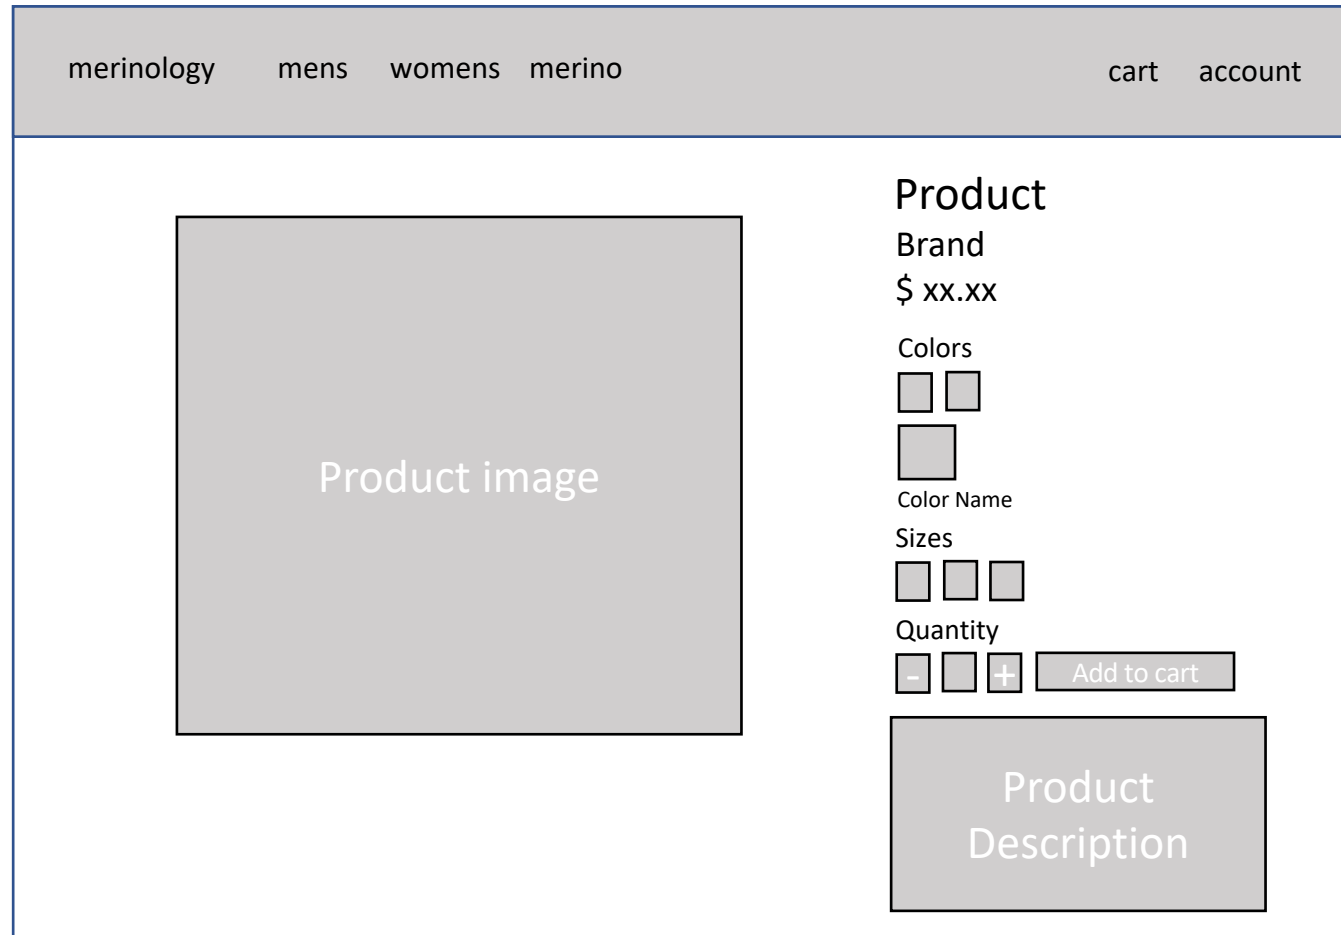 merinology mens womens merino cart account
Product
Brand
$ xx.xx
Colors
Color Name
Sizes
Quantity
- + Add to cart
Product image
Product
Description